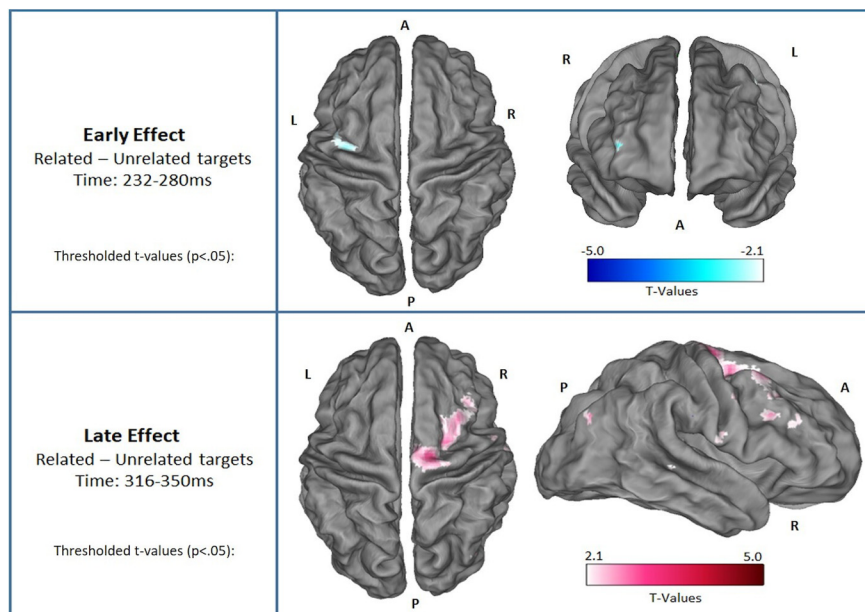 Early Effect
Related – Unrelated targets
Time: 232-280ms
Thresholded t-values (p<.05):
A
L
R
P
R
L
A
-5.0 -2.1
T-Values
Late Effect
Related – Unrelated targets
Time: 316-350ms
Thresholded t-values (p<.05):
A
L
R
P
P
A
R
2.1 5.0
T-Values